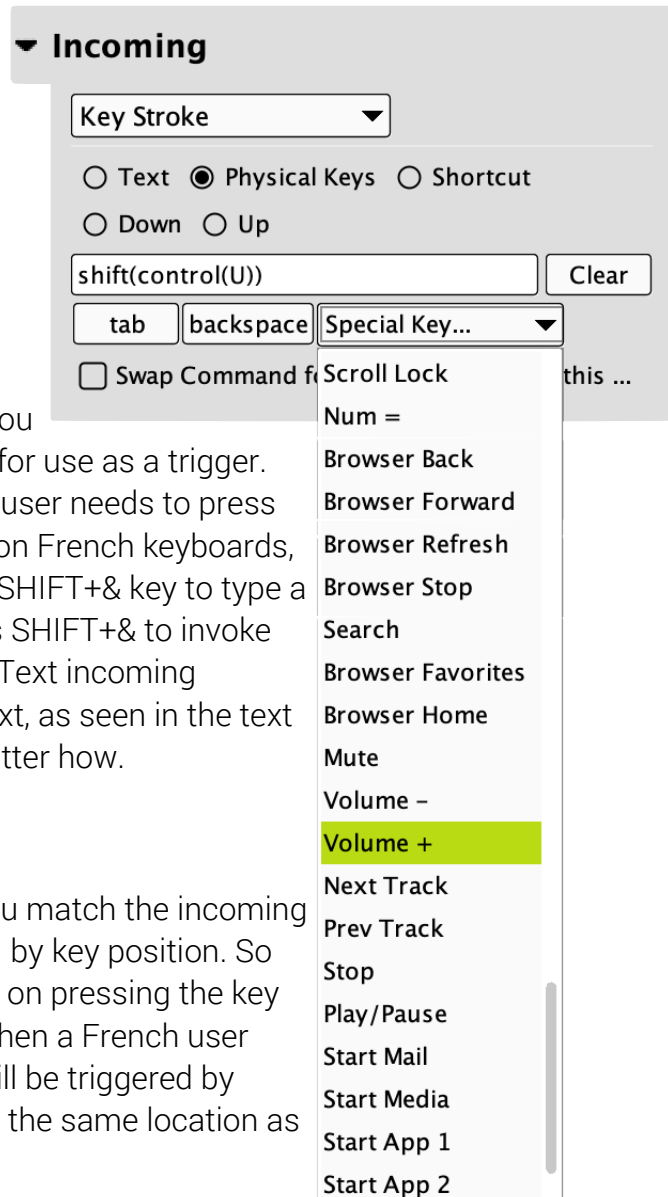 Incoming
Key Stroke
Text Physical Keys Shortcut
Down Up
shift(control(U)) Clear
tab backspace Special Key...
Swap Command f this ...
Scroll Lock
Num =
Browser Back
Browser Forward
Browser Refresh
Browser Stop
Search
Browser Favorites
Browser Home
Mute
Volume –
Volume +
Next Track
Prev Track
Stop
Play/Pause
Start Mail
Start Media
Start App 1
Start App 2
ou
for use as a trigger.
user needs to press
on French keyboards,
SHIFT+& key to type a
s SHIFT+& to invoke
Text incoming
xt, as seen in the text
tter how.
u match the incoming
by key position. So
on pressing the key
hen a French user
ill be triggered by
the same location as